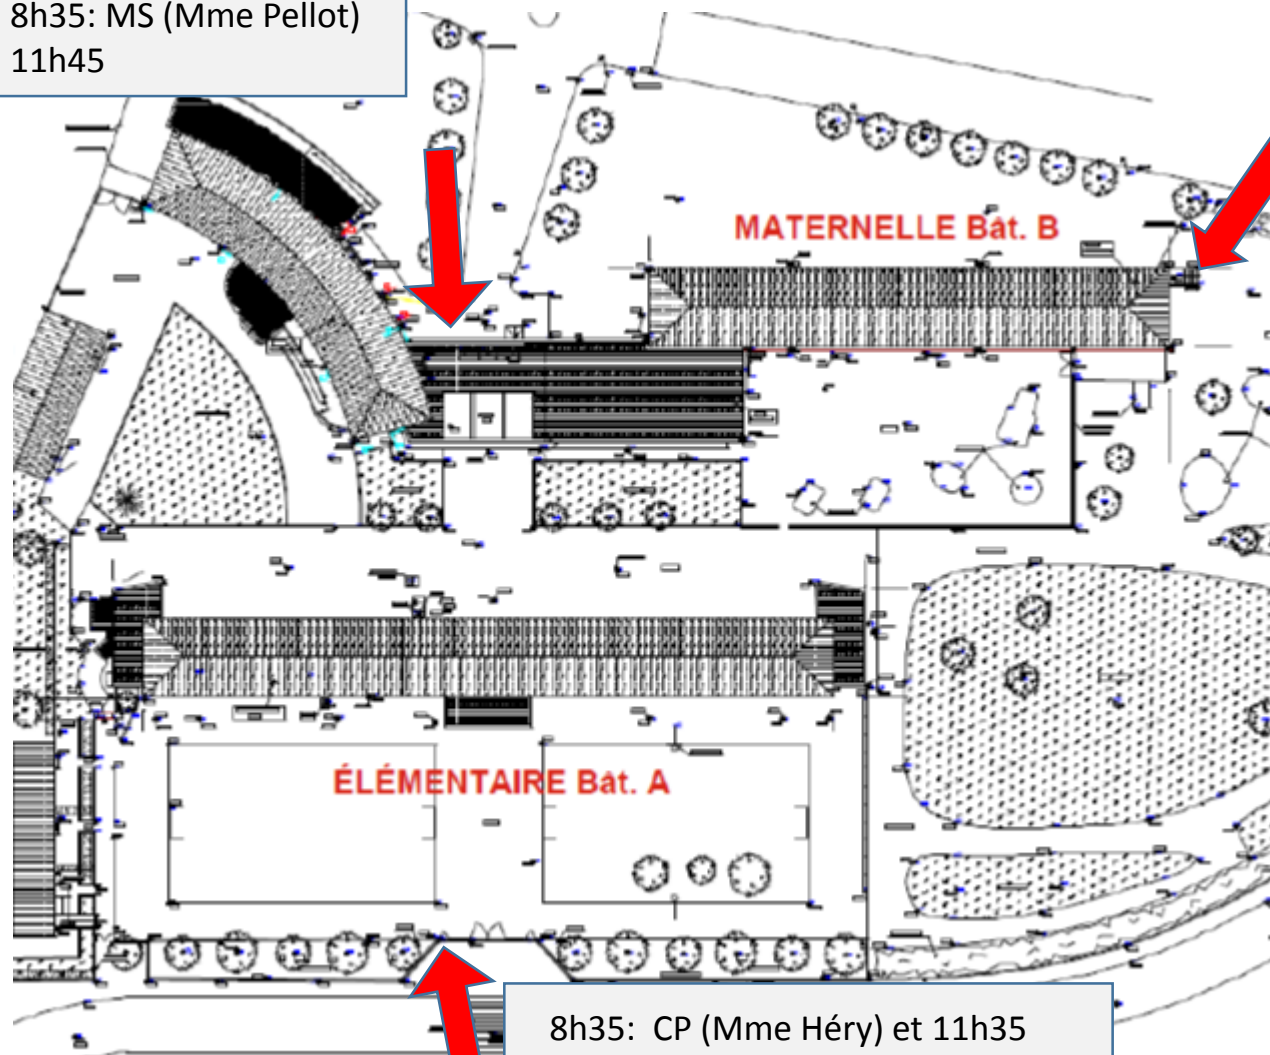 8h35: MS (Mme Pellot)
11h45
MATERNELLE Bât. B
ÉLÉMENTAIRE Bât. A
8h35:  CP (Mme Héry) et 11h35